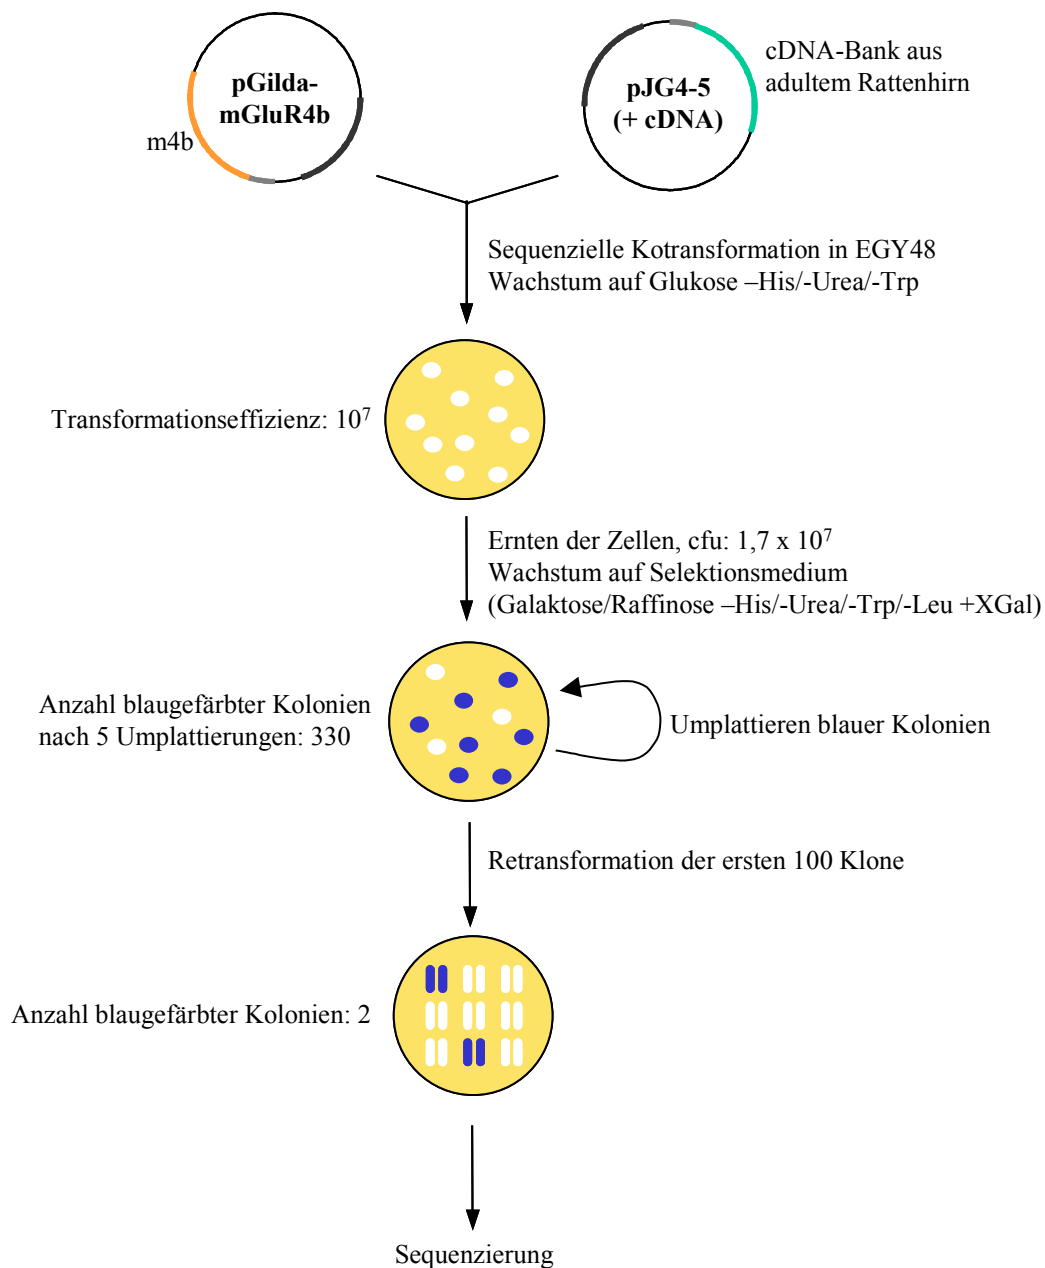 pGilda-
mGluR4b
m4b
pJG4-5
(+ cDNA)
cDNA-Bank aus
adultem Rattenhirn
Sequenzielle Kotransformation in EGY48
Wachstum auf Glukose –His/-Urea/-Trp
Transformationseffizienz: 10⁷
Ernten der Zellen, cfu: 1,7 x 10⁷
Wachstum auf Selektionsmedium
(Galaktose/Raffinose –His/-Urea/-Trp/-Leu +XGal)
Anzahl blaugefärbter Kolonien
nach 5 Umplattierungen: 330
Umplattieren blauer Kolonien
Retransformation der ersten 100 Klone
Anzahl blaugefärbter Kolonien: 2
Sequenzierung